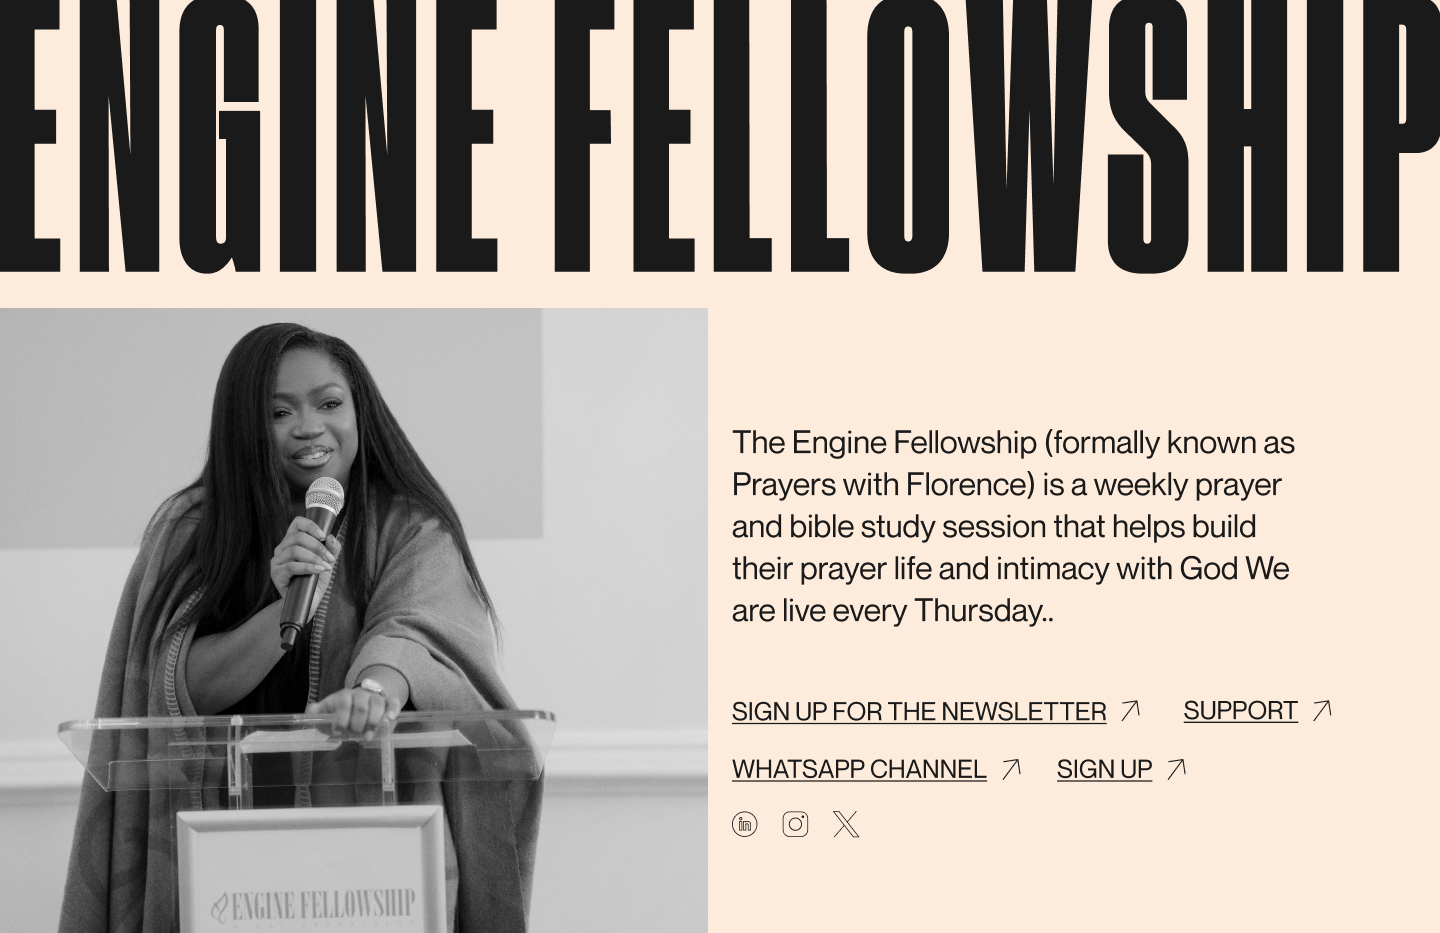 ENGINE FELLOWSHIP
The Engine Fellowship (formally known as
Prayers with Florence) is a weekly prayer
and bible study session that helps build
their prayer life and intimacy with God We
are live every Thursday..
SIGN UP FOR THE NEWSLETTER SUPPORT
WHATSAPP CHANNEL SIGN UP
in
ENGINE FELLOWSHIP